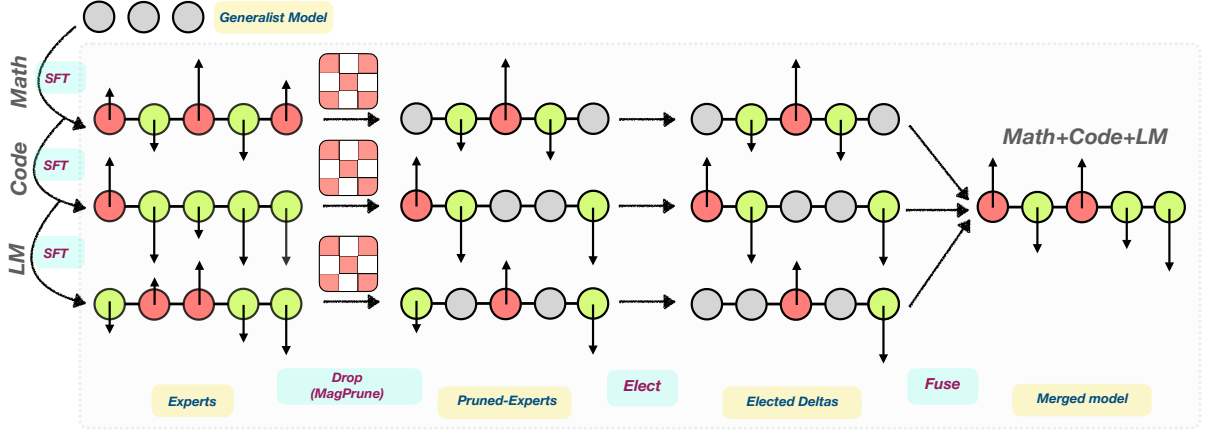 Generalist Model
Math
SFT
Code
SFT
LM
SFT
Math+Code+LM
Drop
(MagPrune)
Elect
Fuse
Experts
Pruned-Experts
Elected Deltas
Merged model